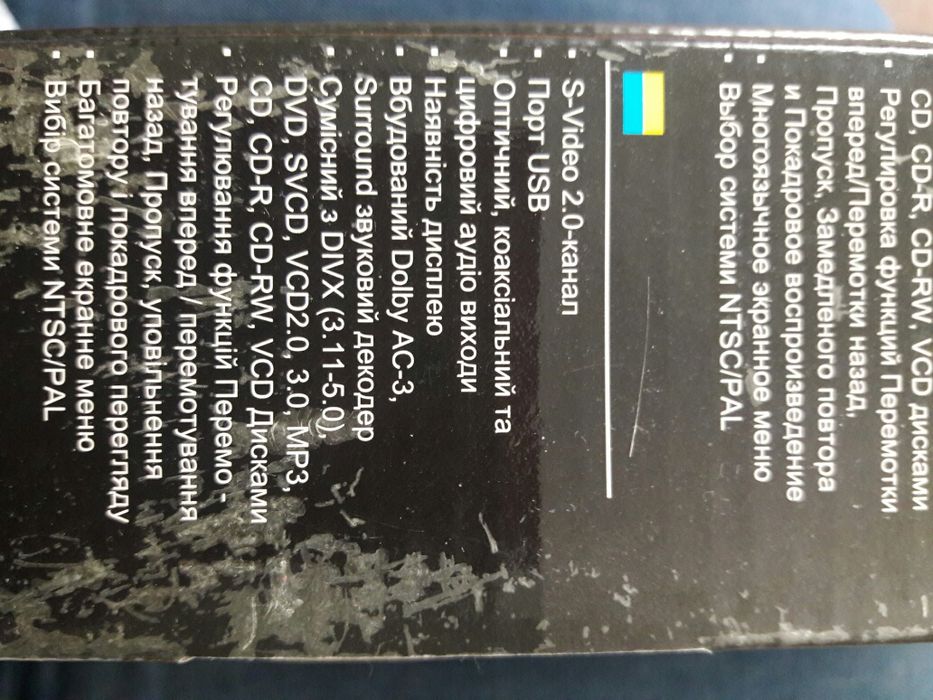 CD, CD-R, CD-RW, VCD дисками
▪ Регулировка функций Перемотки
вперед/Перемотки назад,
Пропуск, Замедленого повтора
и Покадровое воспроизведение
▪ Многоязычное экранное меню
▪ Выбор системы NTSC/PAL
▪ S-Video 2.0-канал
▪ Порт USB
▪ Оптичний, коаксіальний та
цифровий аудіо виходи
▪ Наявність дисплею
▪ Вбудований Dolby AC-3,
Surround звуковий декодер
▪ Сумісний з DIVX (3.11-5.0),
DVD, SVCD, VCD2.0, 3.0, MP3,
CD, CD-R, CD-RW, VCD Дисками
▪ Регулювання функцій Перемо -
тування вперед / перемотування
назад, Пропуск, уповільнення
повтору і покадрового перегляду
▪ Багатомовне екранне меню
▪ Вибір системи NTSC/PAL